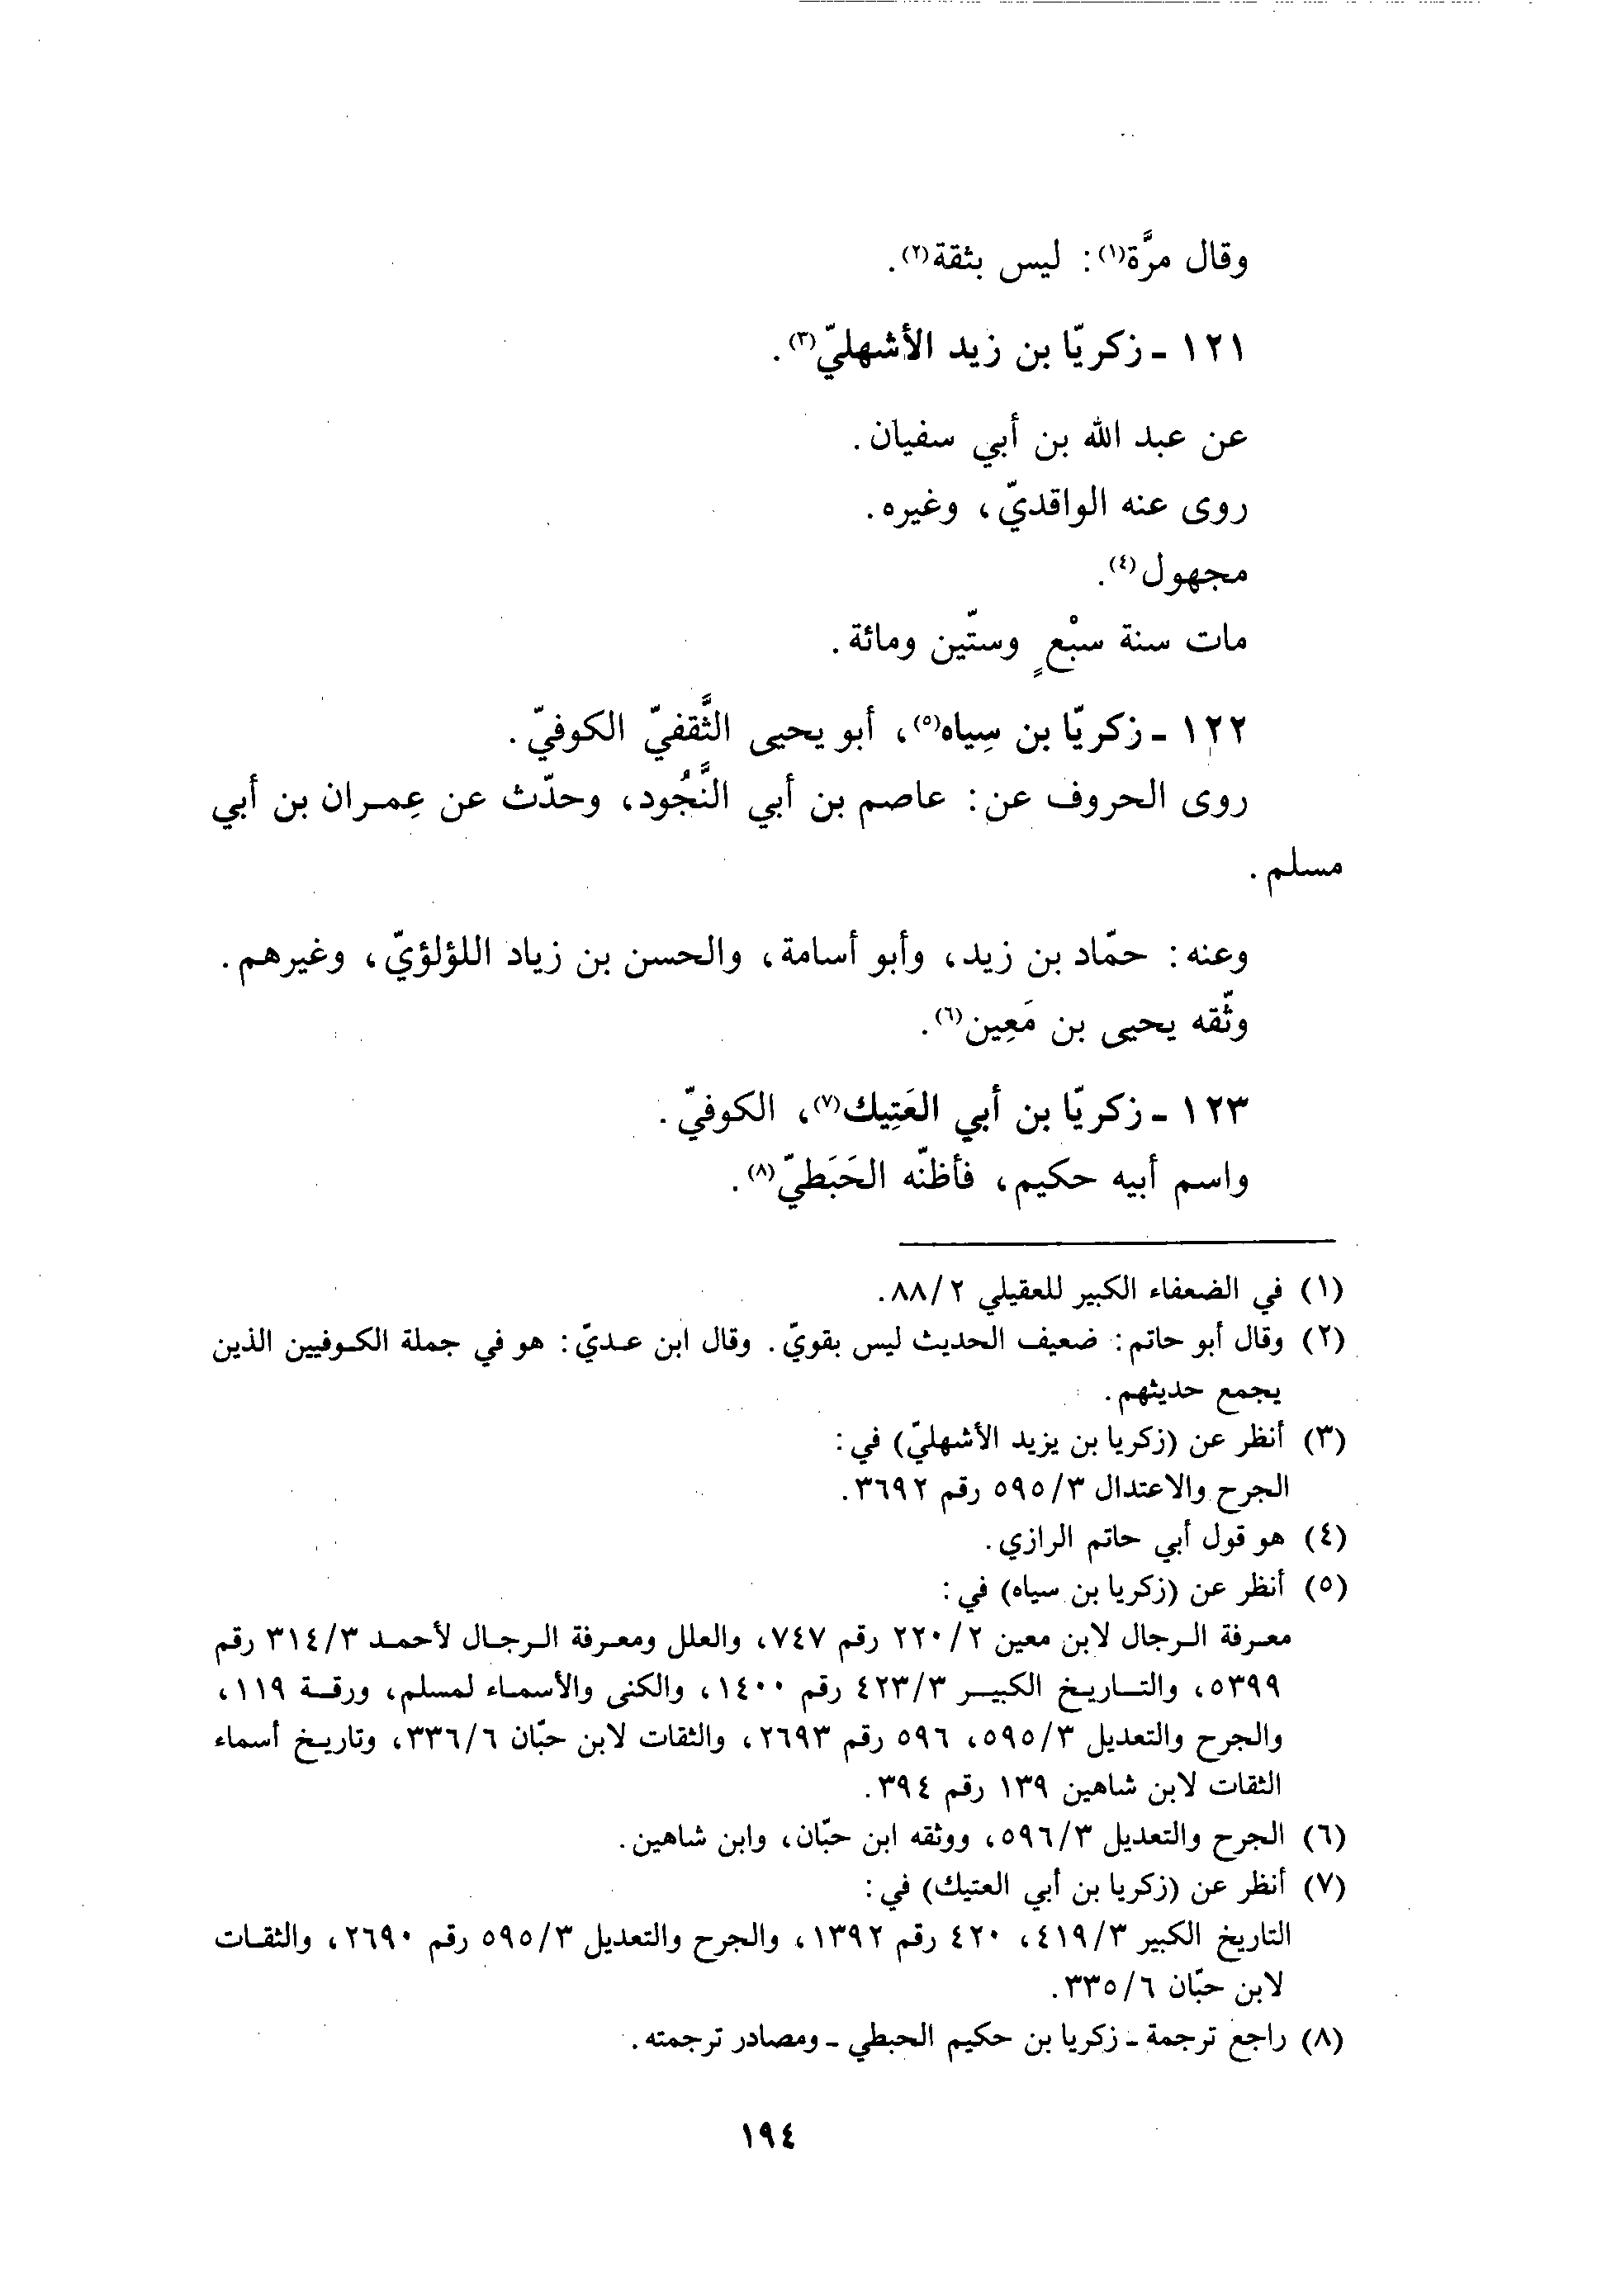 وقال مرَّة(١): ليس بثقة(٢).
١٢١ - زكريّا بن زيد الأشهليّ(٣).
عن عبد الله بن أبي سفيان.
روى عنه الواقديّ، وغيره.
مجهول(٤).
مات سنة سبْعٍ وستّين ومائة.
١٢٢ - زكريّا بن سِياه(٥)، أبو يحيى الثَّقفيّ الكوفيّ.
روى الحروف عن: عاصم بن أبي النَّجُود، وحدّث عن عِمران بن أبي
مسلم.
وعنه: حمّاد بن زيد، وأبو أسامة، والحسن بن زياد اللؤلؤيّ، وغيرهم.
وثّقه يحيى بن مَعِين(٦).
١٢٣ - زكريّا بن أبي العَتِيك(٧)، الكوفيّ.
واسم أبيه حكيم، فأظنّه الحَبَطيّ(٨).
(١) في الضعفاء الكبير للعقيلي ٨٨/٢.
(٢) وقال أبو حاتم: ضعيف الحديث ليس بقويّ. وقال ابن عديّ: هو في جملة الكوفيين الذين
يجمع حديثهم.
(٣) أنظر عن (زكريا بن يزيد الأشهليّ) في:
الجرح والاعتدال ٥٩٥/٣ رقم ٣٦٩٢.
(٤) هو قول أبي حاتم الرازي.
(٥) أنظر عن (زكريا بن سياه) في:
معرفة الرجال لابن معين ٢٢٠/٢ رقم ٧٤٧، والعلل ومعرفة الرجال لأحمد ٣١٤/٣ رقم
٥٣٩٩، والتاريخ الكبير ٤٢٣/٣ رقم ١٤٠٠، والكنى والأسماء لمسلم، ورقة ١١٩،
والجرح والتعديل ٥٩٥/٣، ٥٩٦ رقم ٢٦٩٣، والثقات لابن حبّان ٣٣٦/٦، وتاريخ أسماء
الثقات لابن شاهين ١٣٩ رقم ٣٩٤.
(٦) الجرح والتعديل ٥٩٦/٣، ووثقه ابن حبّان، وابن شاهين.
(٧) أنظر عن (زكريا بن أبي العتيك) في:
التاريخ الكبير ٤١٩/٣، ٤٢٠ رقم ١٣٩٢، والجرح والتعديل ٥٩٥/٣ رقم ٢٦٩٠، والثقات
لابن حبّان ٣٣٥/٦.
(٨) راجع ترجمة - زكريا بن حكيم الحبطي - ومصادر ترجمته.
١٩٤